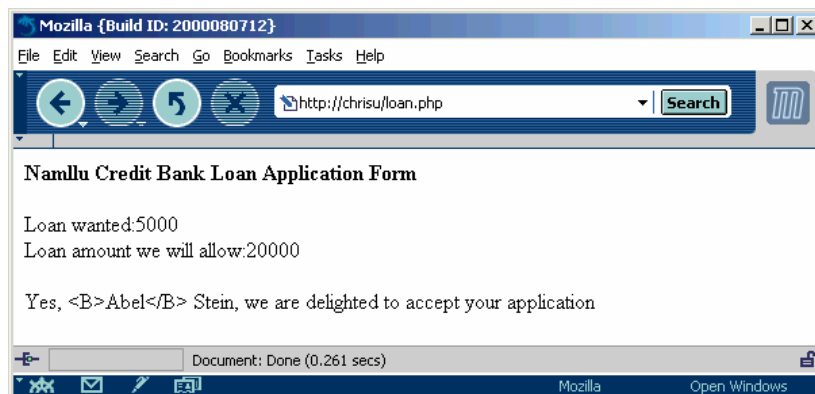 Mozilla {Build ID: 2000080712}
File Edit View Search Go Bookmarks Tasks Help
http://chrisu/loan.php Search
Namllu Credit Bank Loan Application Form
Loan wanted:5000
Loan amount we will allow:20000
Yes, <B>Abel</B> Stein, we are delighted to accept your application
Document: Done (0.261 secs)
Mozilla Open Windows